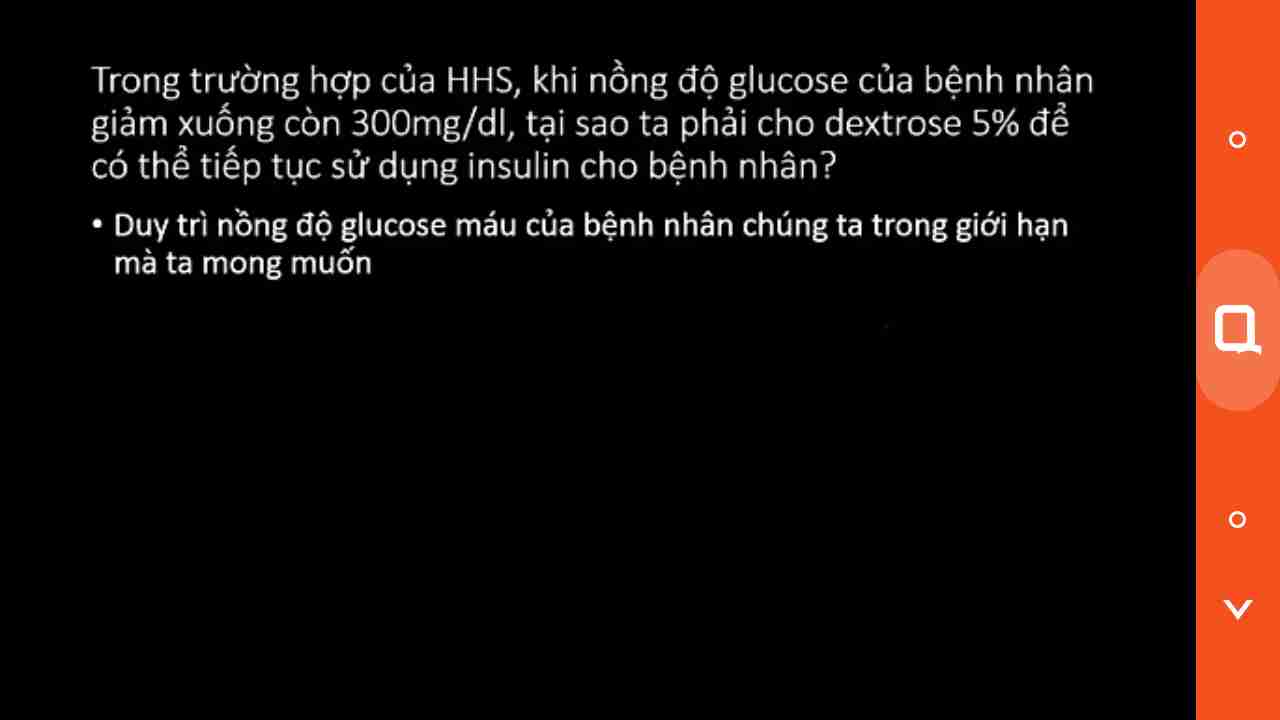 Trong trường hợp của HHS, khi nồng độ glucose của bệnh nhân
giảm xuống còn 300mg/dl, tại sao ta phải cho dextrose 5% để
có thể tiếp tục sử dụng insulin cho bệnh nhân?
• Duy trì nồng độ glucose máu của bệnh nhân chúng ta trong giới hạn
mà ta mong muốn